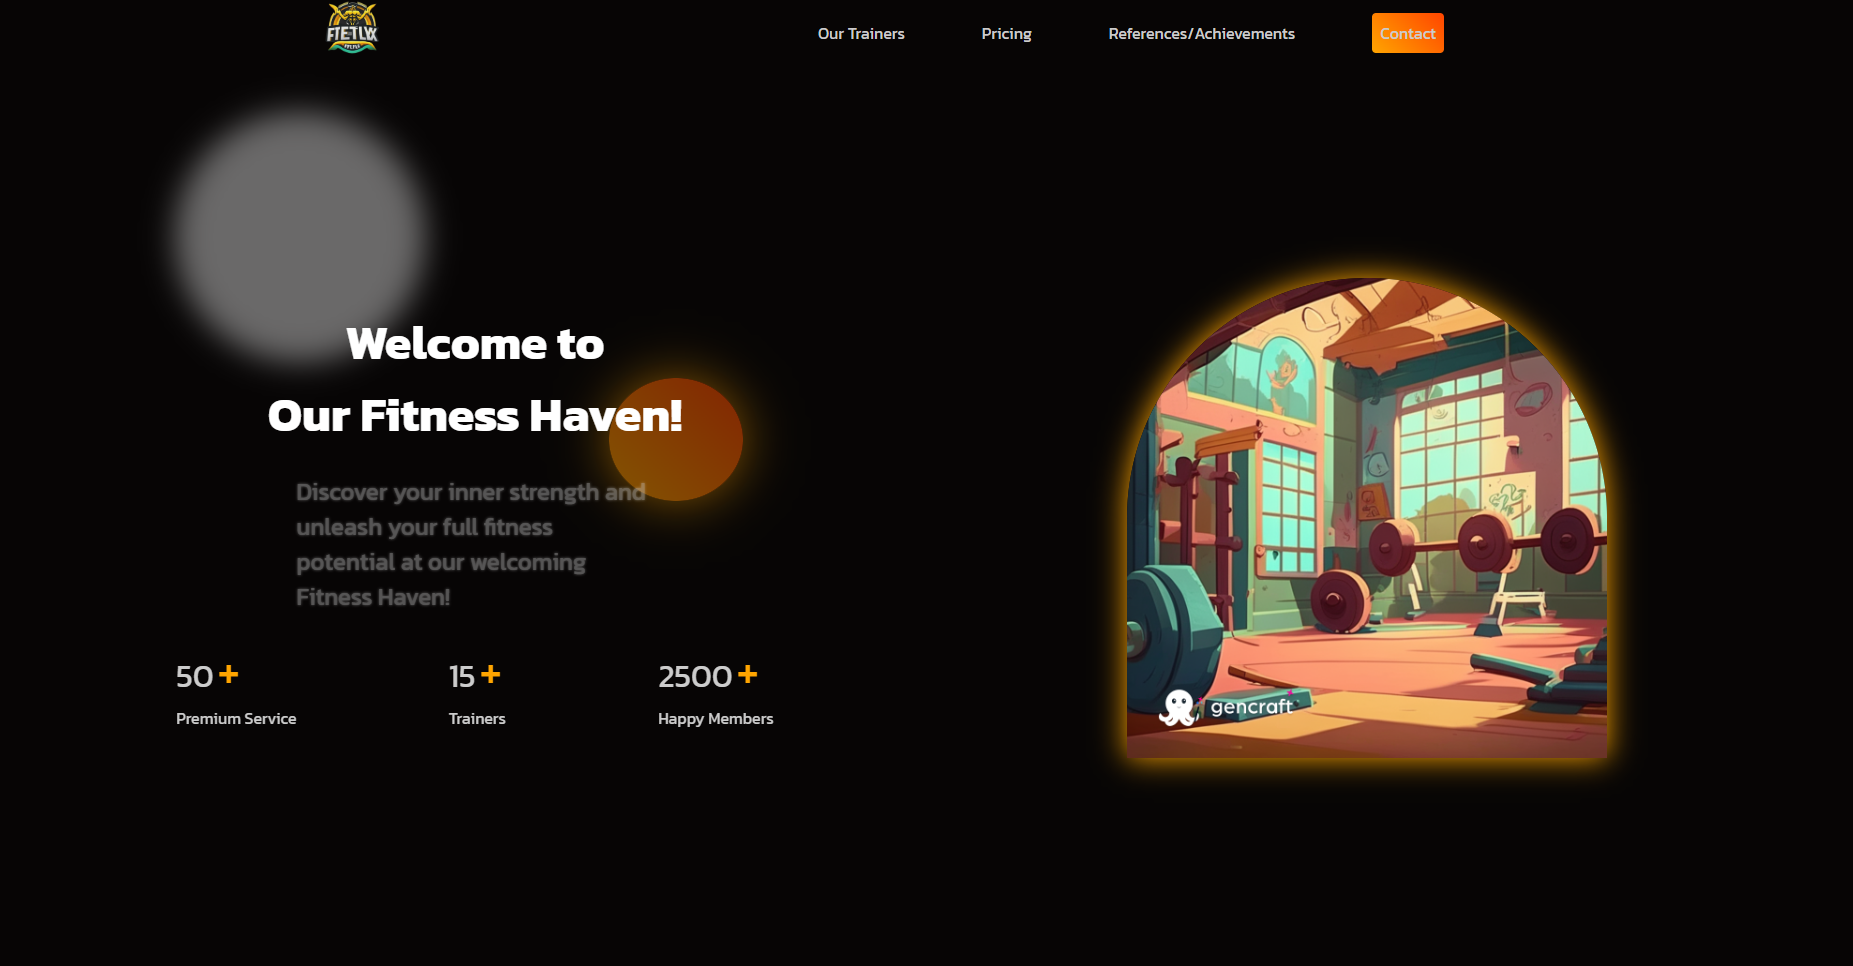 FIETLYX
Our Trainers
Pricing
References/Achievements
Contact
Welcome to
Our Fitness Haven!
Discover your inner strength and
unleash your full fitness
potential at our welcoming
Fitness Haven!
50 +
15 +
2500 +
Premium Service
Trainers
Happy Members
gencraft